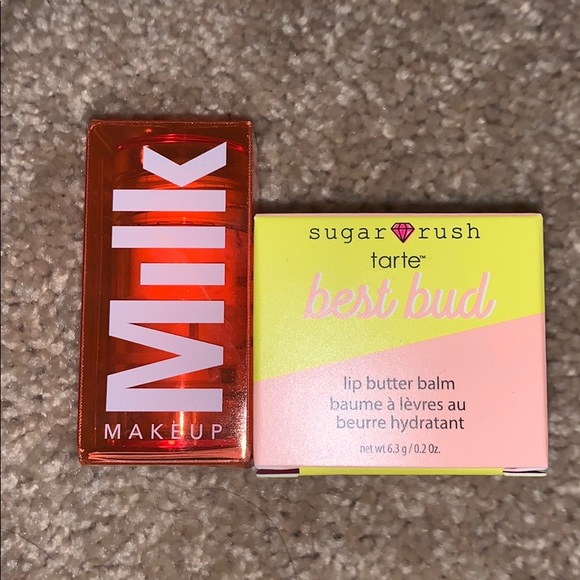 Milk
MAKEUP
sugar rush
tarte™
best bud
lip butter balm
baume à lèvres au
beurre hydratant
net wt 6.3 g / 0.2 Oz.